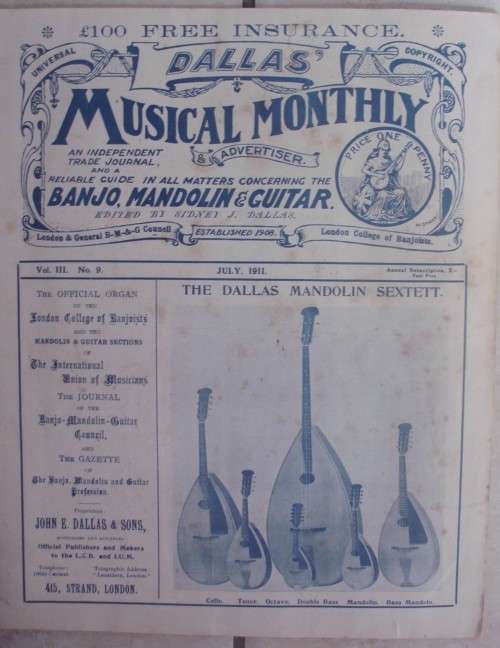 £100 FREE INSURANCE.
UNIVERSAL
COPYRIGHT.
DALLAS'
MUSICAL MONTHLY
& ADVERTISER.
AN INDEPENDENT
TRADE JOURNAL,
AND A
RELIABLE GUIDE IN ALL MATTERS CONCERNING THE
BANJO, MANDOLIN & GUITAR.
EDITED BY SIDNEY J. DALLAS.
PRICE ONE PENNY
London & General B-M-&-G Council
ESTABLISHED 1908.
London College of Banjoists.
Vol. III. No. 9.
JULY, 1911.
Annual Subscription, 2/-
Post Free
THE OFFICIAL ORGAN
OF THE
London College of Banjoists
AND THE
MANDOLIN & GUITAR SECTIONS
OF
The International
Union of Musicians
THE JOURNAL
OF THE
Banjo-Mandolin-Guitar
Council,
AND
THE GAZETTE
OF
The Banjo, Mandolin and Guitar
Profession.
Proprietors:
JOHN E. DALLAS & SONS,
Official Publishers and Makers
to the L.C.B. and I.U.M.
Telephone:
Telegraphic Address
415, STRAND, LONDON.
THE DALLAS MANDOLIN SEXTETT.
Cello. Tenor. Octave. Double Bass Mandolin. Bass Mandola.